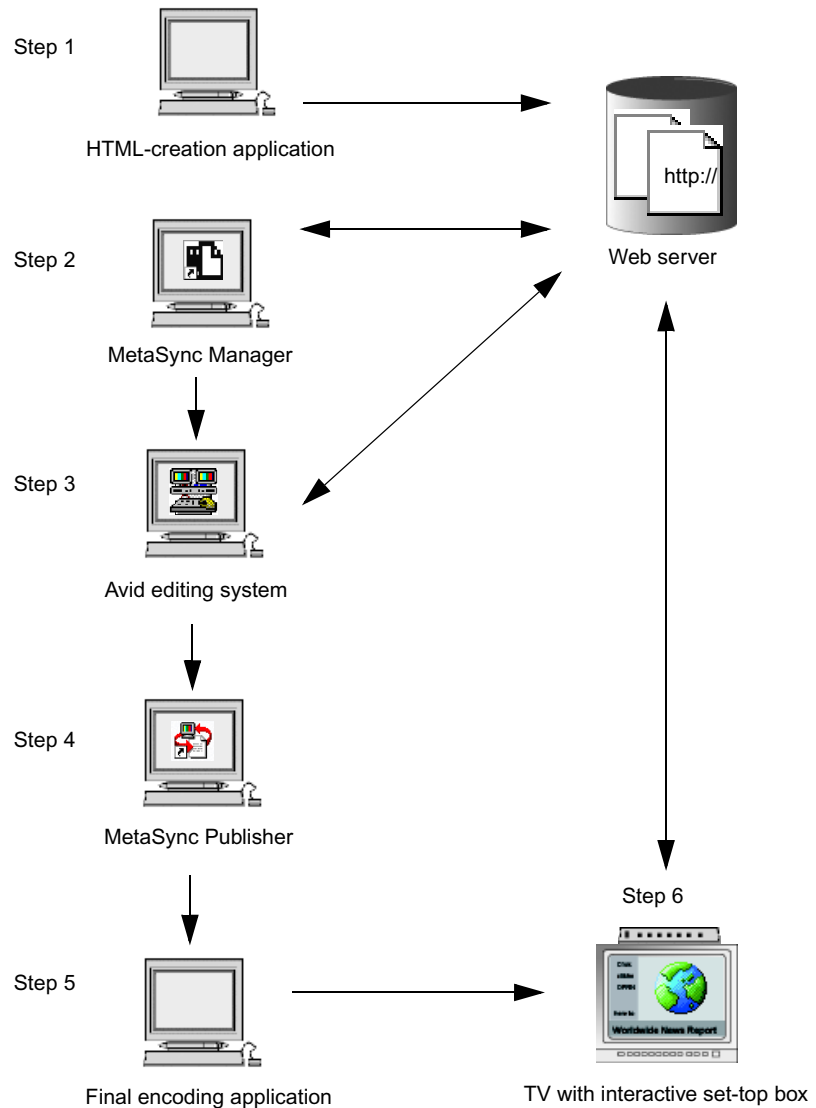 Step 1
HTML-creation application
http://
Web server
Step 2
MetaSync Manager
Step 3
Avid editing system
Step 4
MetaSync Publisher
Step 6
Step 5
Worldwide News Report
Final encoding application
TV with interactive set-top box